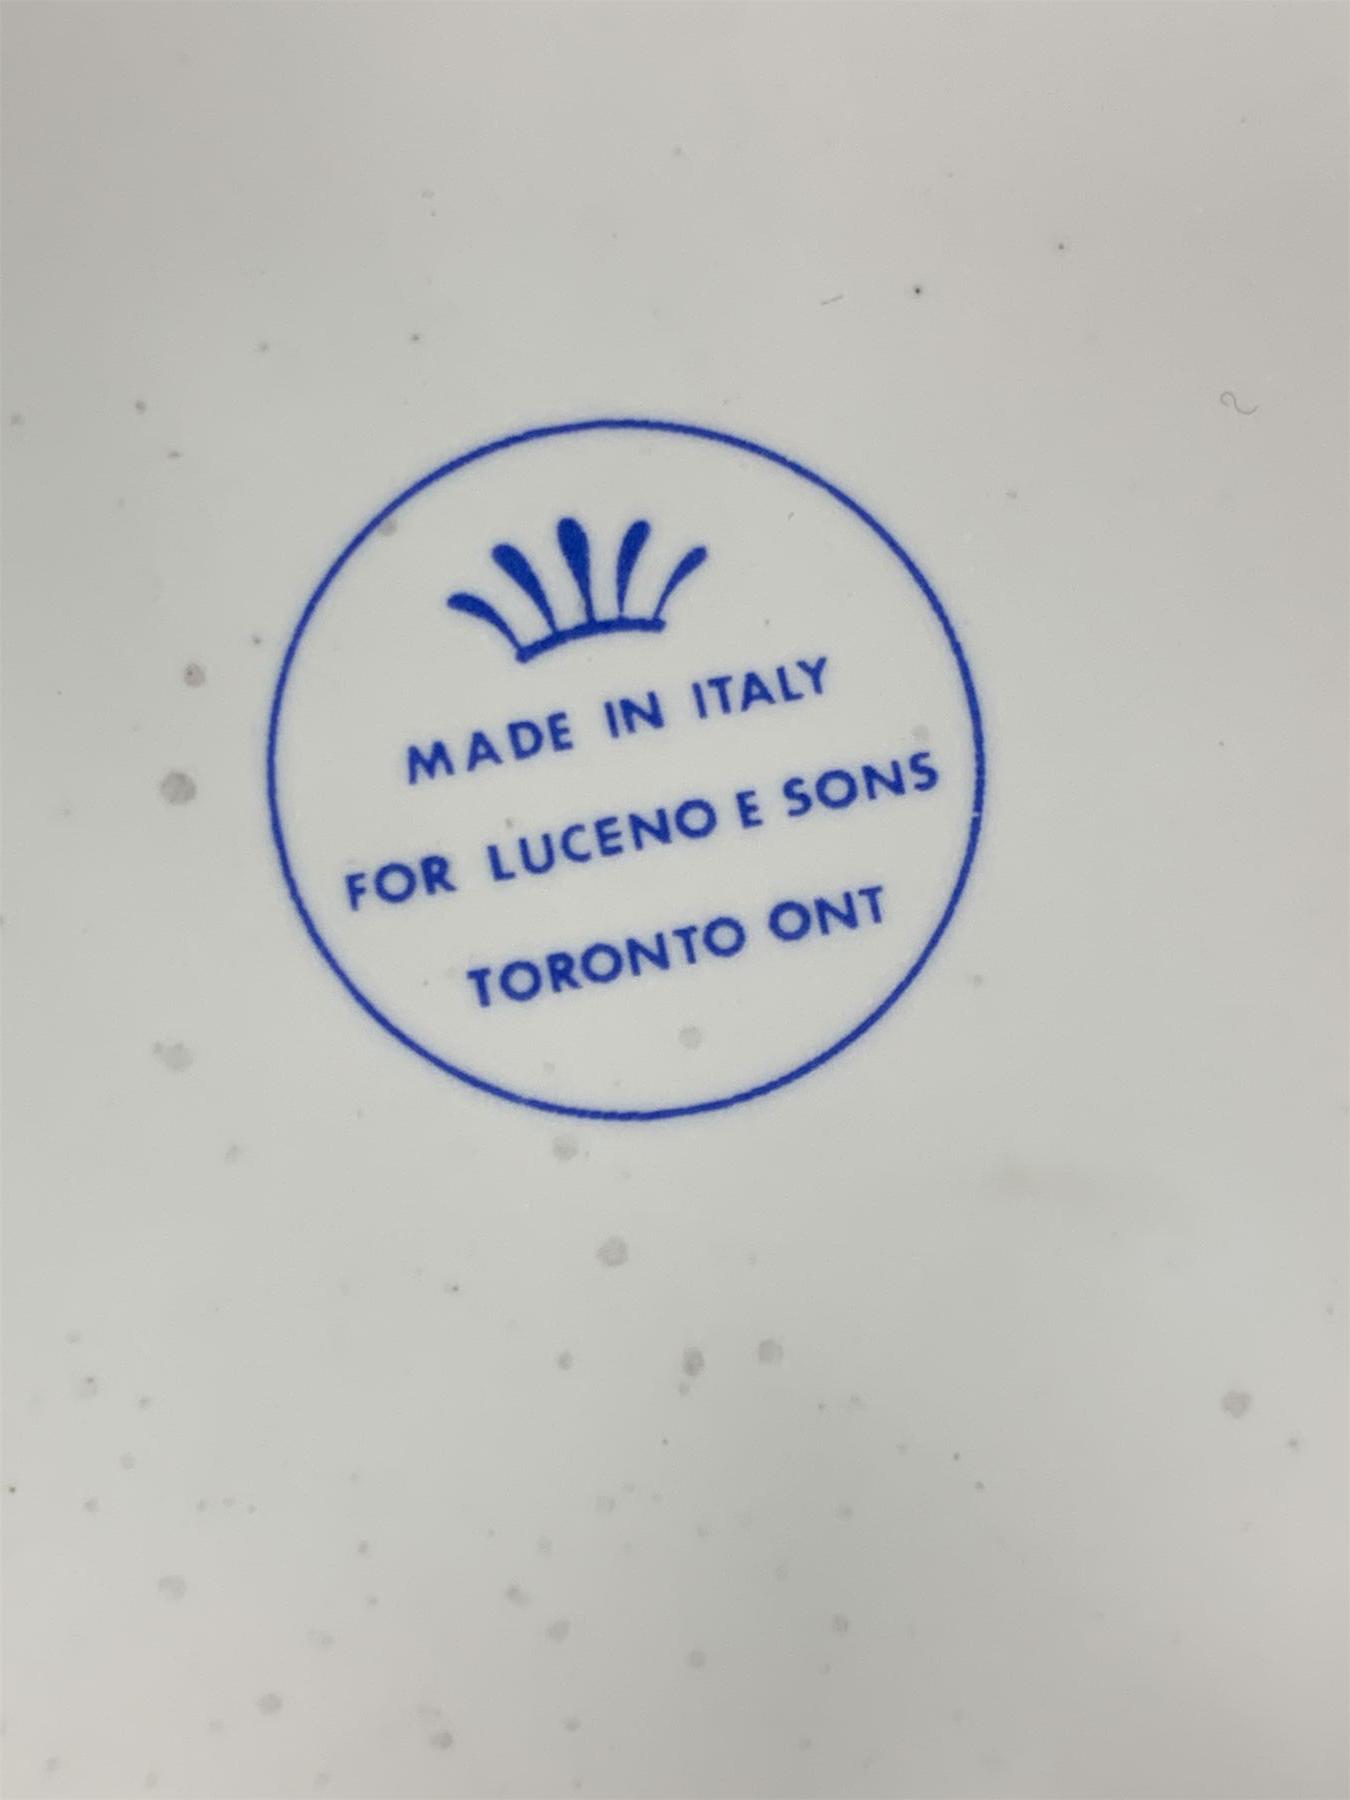 MADE IN ITALY
FOR LUCENO E SONS
TORONTO ONT